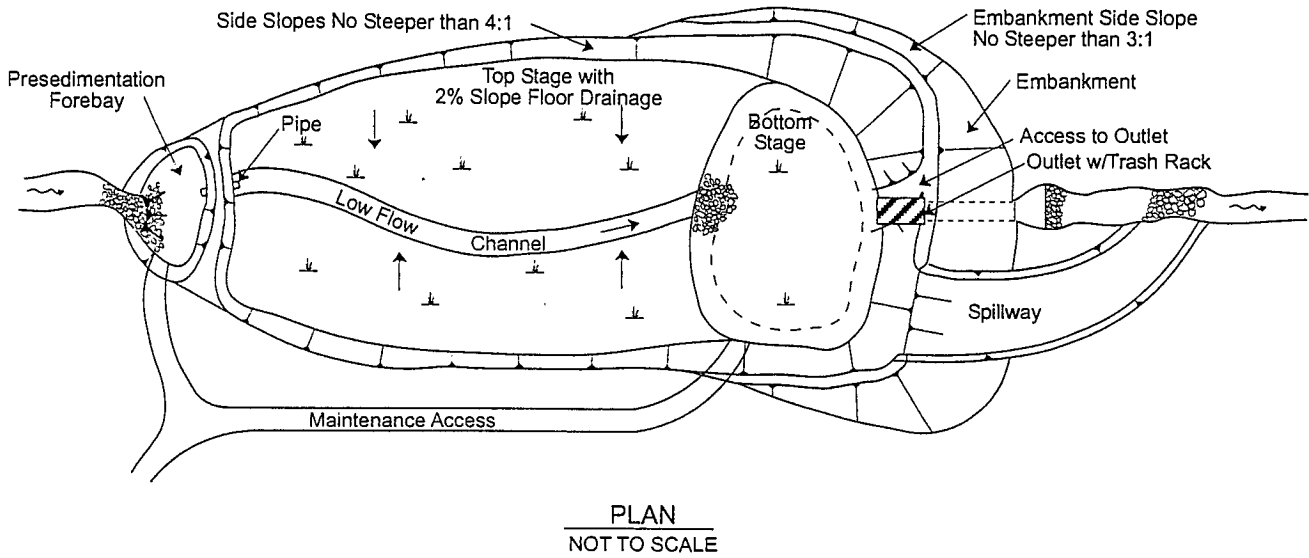 Side Slopes No Steeper than 4:1
Embankment Side Slope
No Steeper than 3:1
Presedimentation
Forebay
Top Stage with
2% Slope Floor Drainage
Embankment
Pipe
Bottom
Stage
Access to Outlet
Outlet w/Trash Rack
Low Flow
Channel
Spillway
Maintenance Access
PLAN
NOT TO SCALE